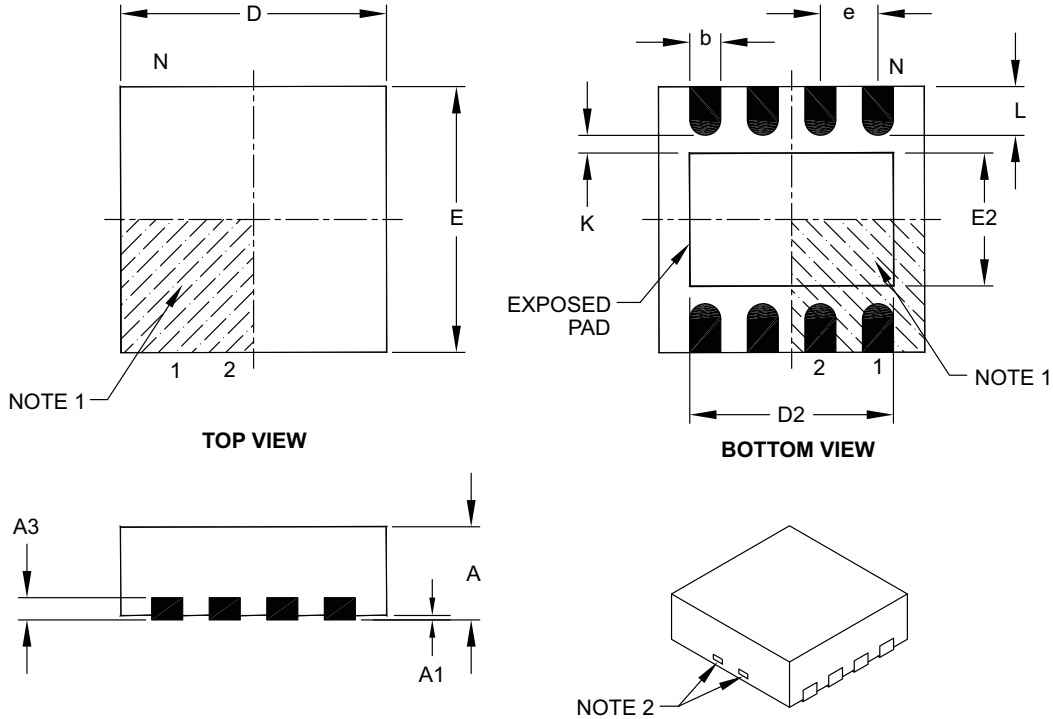 D
e
b
N
N
L
E
K
E2
EXPOSED
PAD
1 2
2 1
NOTE 1
NOTE 1
D2
TOP VIEW
BOTTOM VIEW
A3
A
A1
NOTE 2